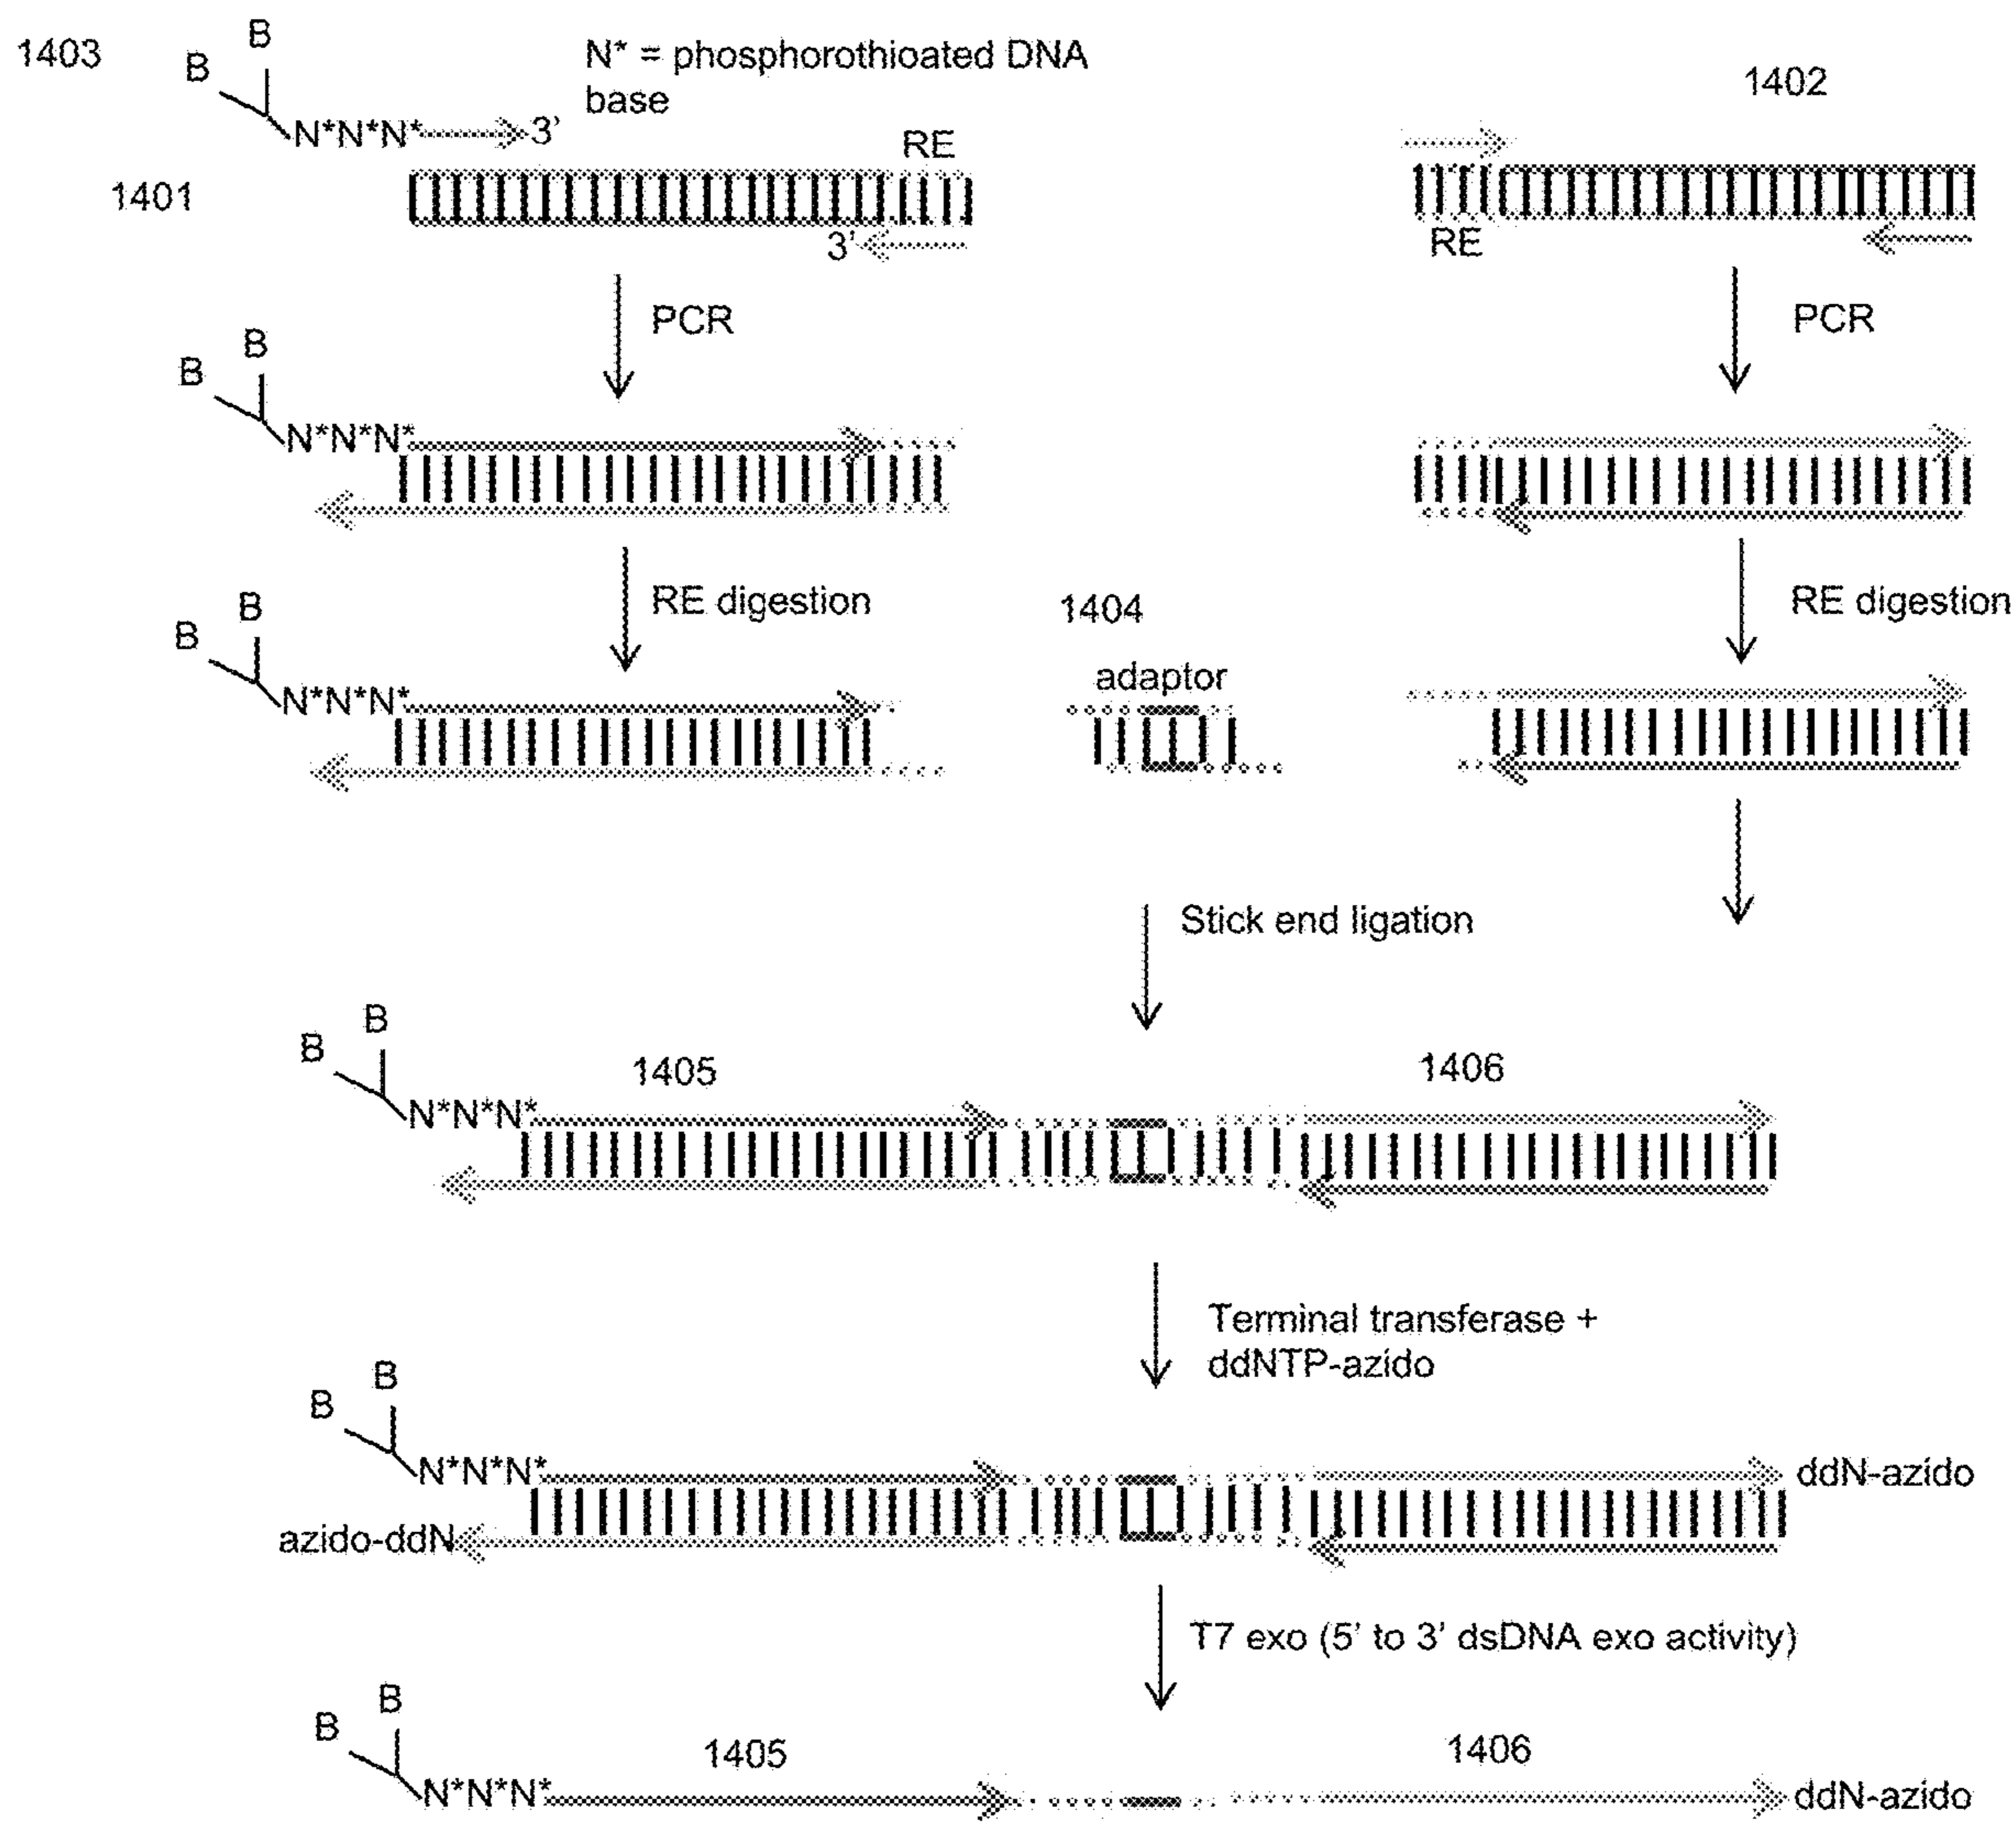 1403
B
B
N* = phosphorothioated DNA
base
1402
N*N*N*
3'
RE
1401
3'
RE
PCR
PCR
B
B
N*N*N*
RE digestion
1404
RE digestion
B
B
adaptor
N*N*N*
Stick end ligation
B
B
1405
1406
N*N*N*
Terminal transferase +
ddNTP-azido
B
B
N*N*N*
ddN-azido
azido-ddN
T7 exo (5' to 3' dsDNA exo activity)
B
B
1405
1406
N*N*N*
ddN-azido